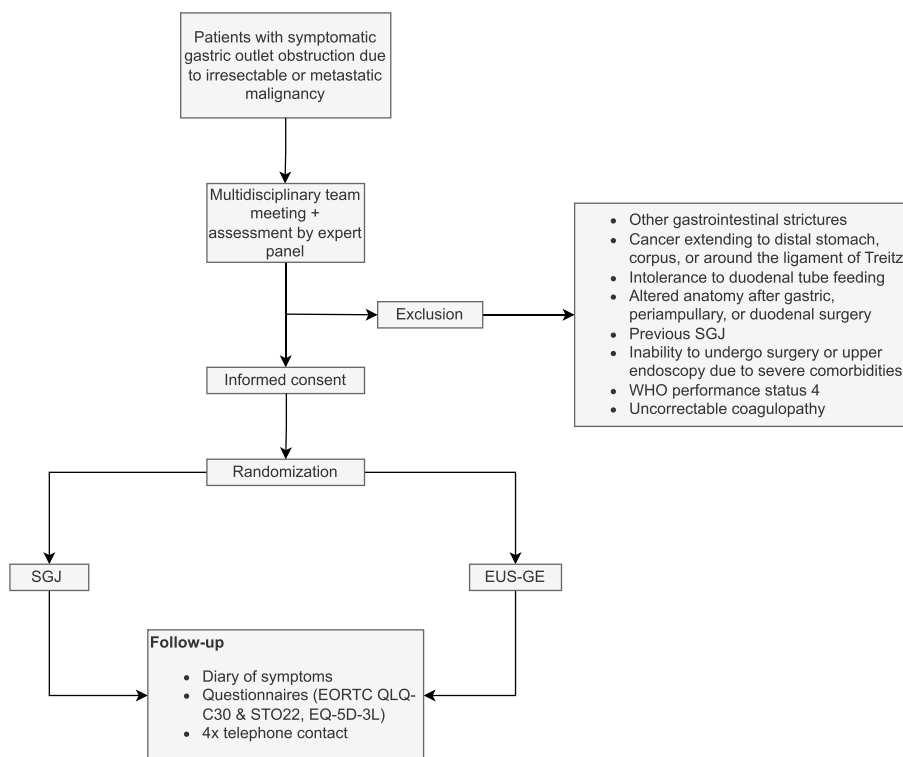 Patients with symptomatic
gastric outlet obstruction due
to irresectable or metastatic
malignancy
Multidisciplinary team
meeting +
assessment by expert
panel
• Other gastrointestinal strictures
• Cancer extending to distal stomach,
corpus, or around the ligament of Treitz
• Intolerance to duodenal tube feeding
• Altered anatomy after gastric,
periampullary, or duodenal surgery
• Previous SGJ
• Inability to undergo surgery or upper
endoscopy due to severe comorbidities
• WHO performance status 4
• Uncorrectable coagulopathy
Exclusion
Informed consent
Randomization
SGJ
EUS-GE
Follow-up
• Diary of symptoms
• Questionnaires (EORTC QLQ-
C30 & STO22, EQ-5D-3L)
• 4x telephone contact